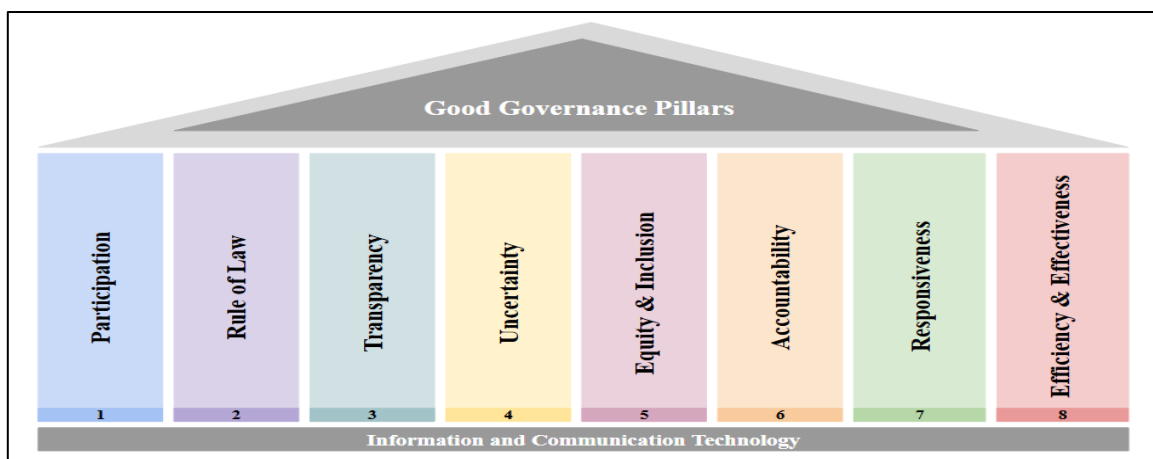 Good Governance Pillars
Participation
Rule of Law
Transparency
Uncertainty
Equity & Inclusion
Accountability
Responsiveness
Efficiency & Effectiveness
1
2
3
4
5
6
7
8
Information and Communication Technology